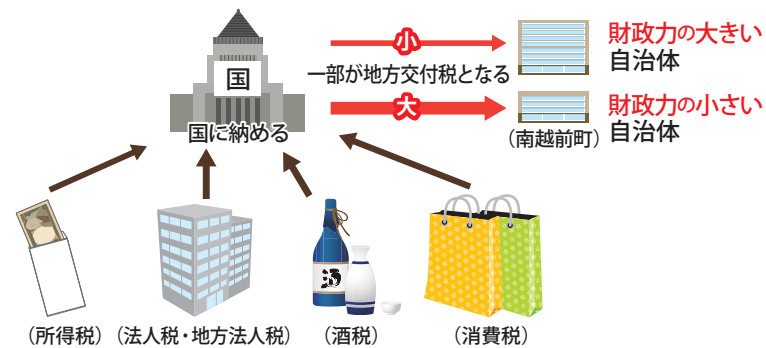 国
国に納める
小
一部が地方交付税となる
大
財政力の大きい
自治体
財政力の小さい
自治体
（南越前町）
酒
（所得税）
（法人税・地方法人税）
（酒税）
（消費税）